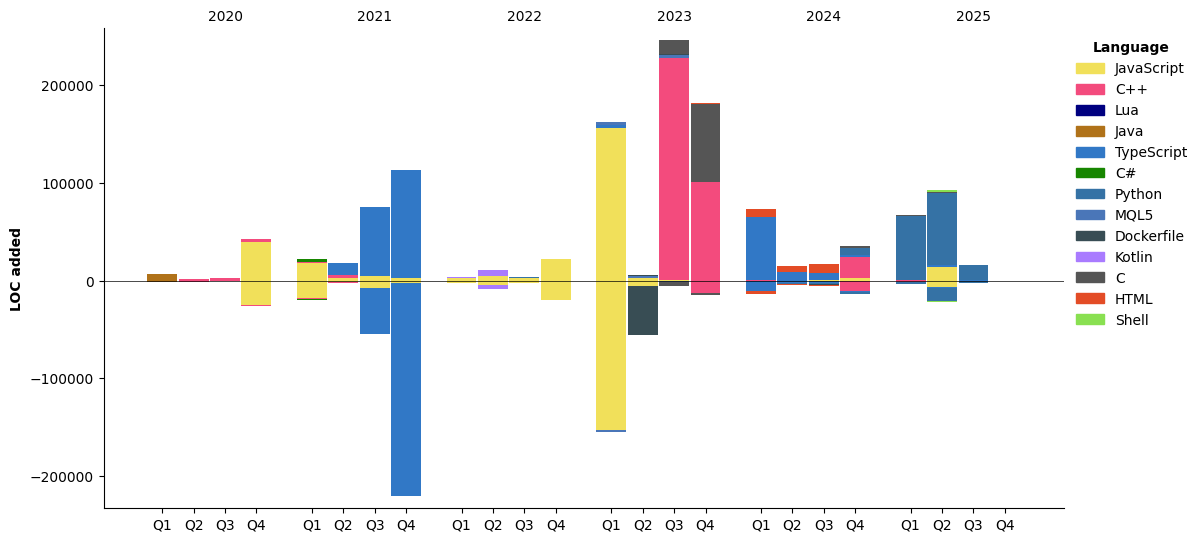 2020 2021 2022 2023 2024 2025
LOC added
200000
100000
0
−100000
−200000
Q1 Q2 Q3 Q4 Q1 Q2 Q3 Q4 Q1 Q2 Q3 Q4 Q1 Q2 Q3 Q4 Q1 Q2 Q3 Q4 Q1 Q2 Q3 Q4
Language
JavaScript
C++
Lua
Java
TypeScript
C#
Python
MQL5
Dockerfile
Kotlin
C
HTML
Shell